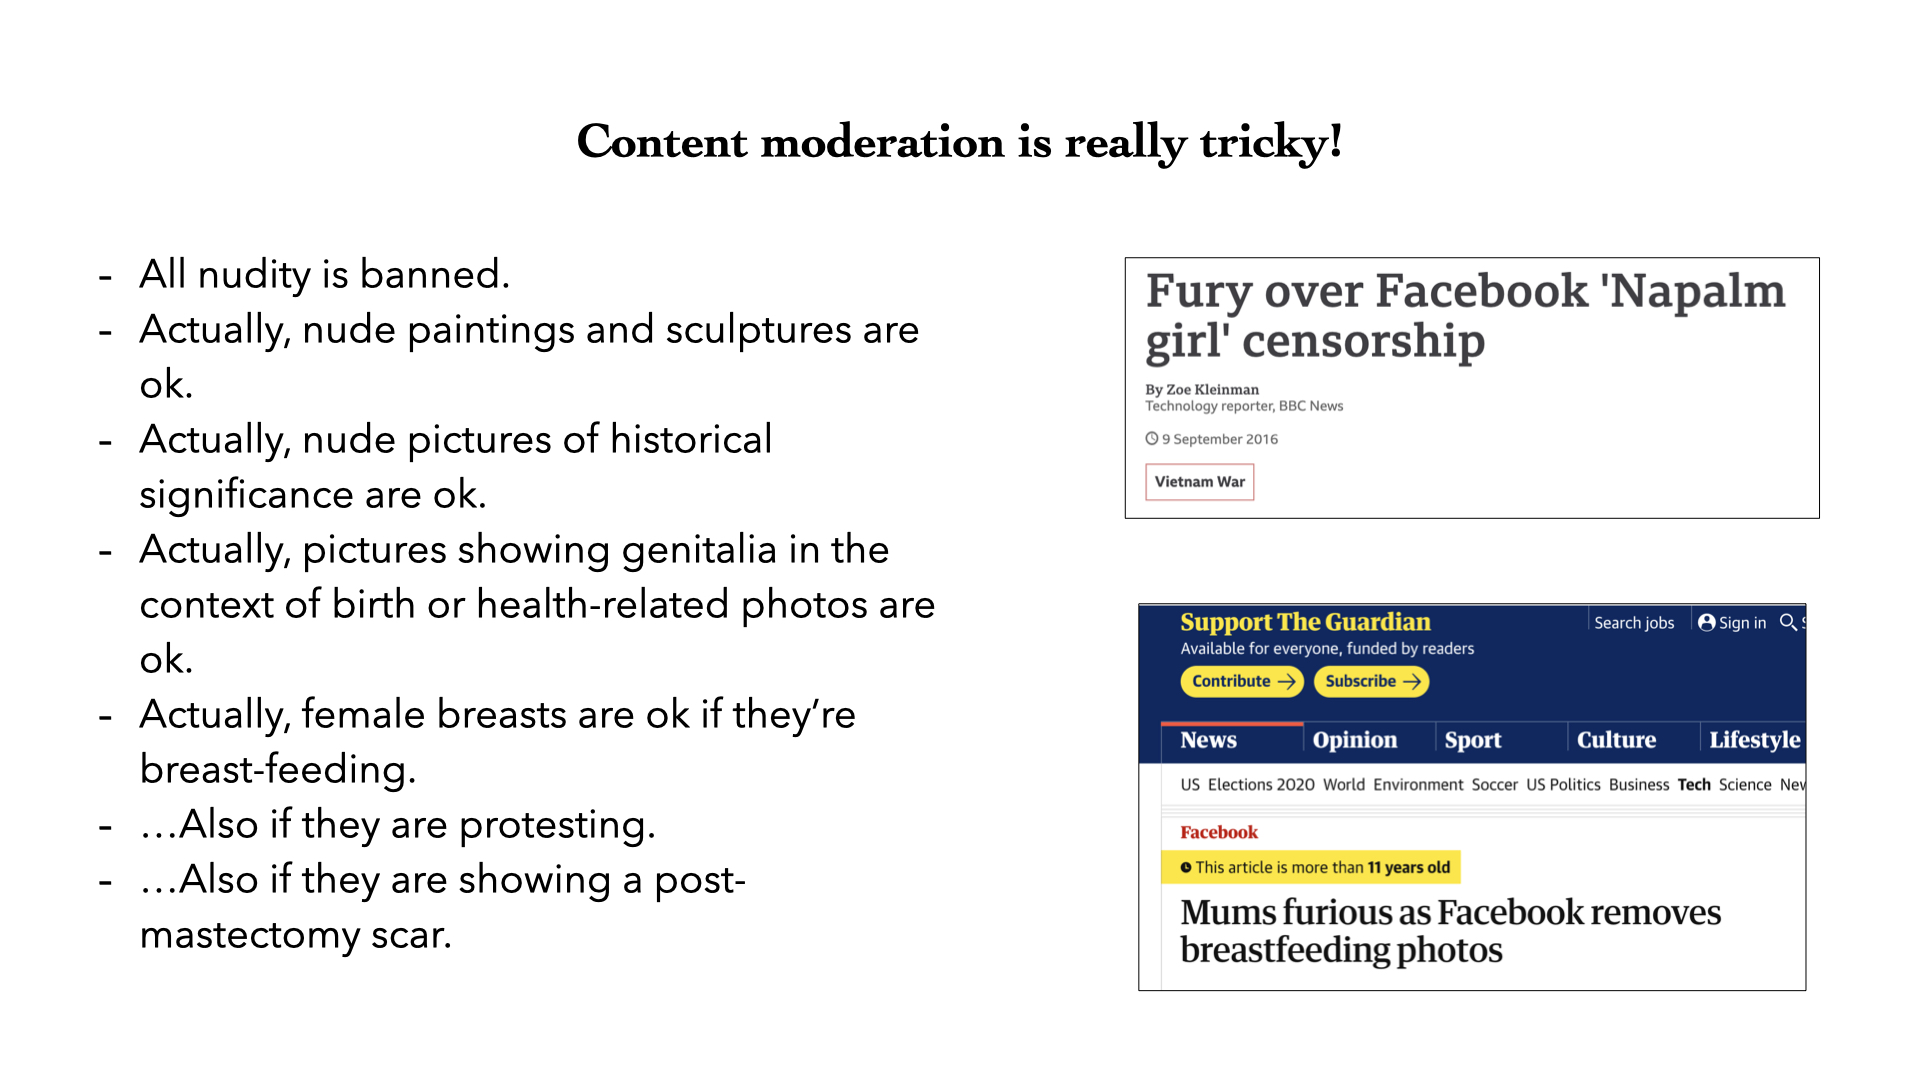 Content moderation is really tricky!
- All nudity is banned.
- Actually, nude paintings and sculptures are
ok.
- Actually, nude pictures of historical
significance are ok.
- Actually, pictures showing genitalia in the
context of birth or health-related photos are
ok.
- Actually, female breasts are ok if they’re
breast-feeding.
- …Also if they are protesting.
- …Also if they are showing a post-
mastectomy scar.
Fury over Facebook 'Napalm
girl' censorship
By Zoe Kleinman
Technology reporter, BBC News
9 September 2016
Vietnam War
Support The Guardian
Search jobs Sign in
Available for everyone, funded by readers
Contribute → Subscribe →
News Opinion Sport Culture Lifestyle
US Elections 2020 World Environment Soccer US Politics Business Tech Science
Facebook
This article is more than 11 years old
Mums furious as Facebook removes
breastfeeding photos